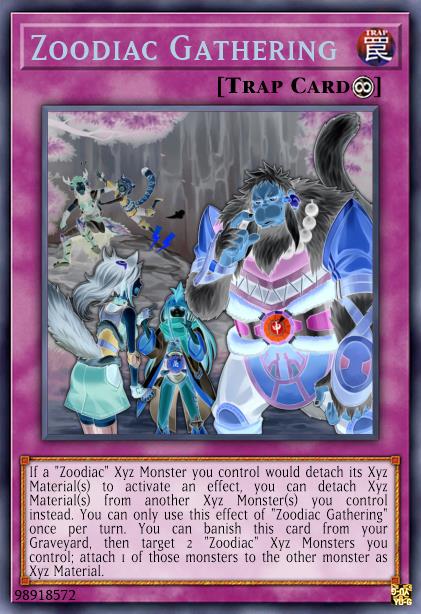 Zoodiac Gathering
TRAP
罠
[Trap Card]
If a "Zoodiac" Xyz Monster you control would detach its Xyz
Material(s) to activate an effect, you can detach Xyz
Material(s) from another Xyz Monster(s) you control
instead. You can only use this effect of "Zoodiac Gathering"
once per turn. You can banish this card from your
Graveyard, then target 2 "Zoodiac" Xyz Monsters you
control; attach 1 of those monsters to the other monster as
Xyz Material.
98918572